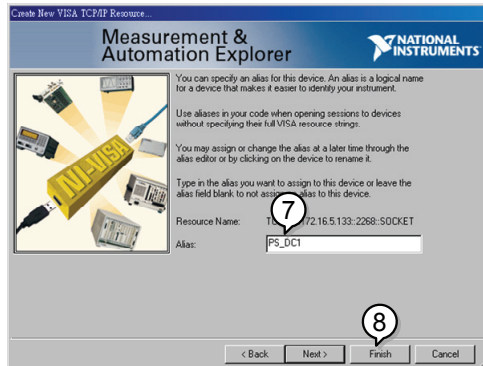 Create New VISA TCP/IP Resource...
Measurement &
Automation Explorer
NATIONAL
INSTRUMENTS
You can specify an alias for this device. An alias is a logical name
for a device that makes it easier to identify your instrument.
Use aliases in your code when opening sessions to devices
without specifying their full VISA resource strings.
You may assign or change the alias at a later time through the
alias editor or by clicking on the device to rename it.
Type in the alias you want to assign to this device or leave the
alias field blank to not assign alias to this device.
7
Resource Name: 72.16.5.133::2268::SOCKET
Alias: PS_DC1
NI-VISA
8
< Back Next > Finish Cancel